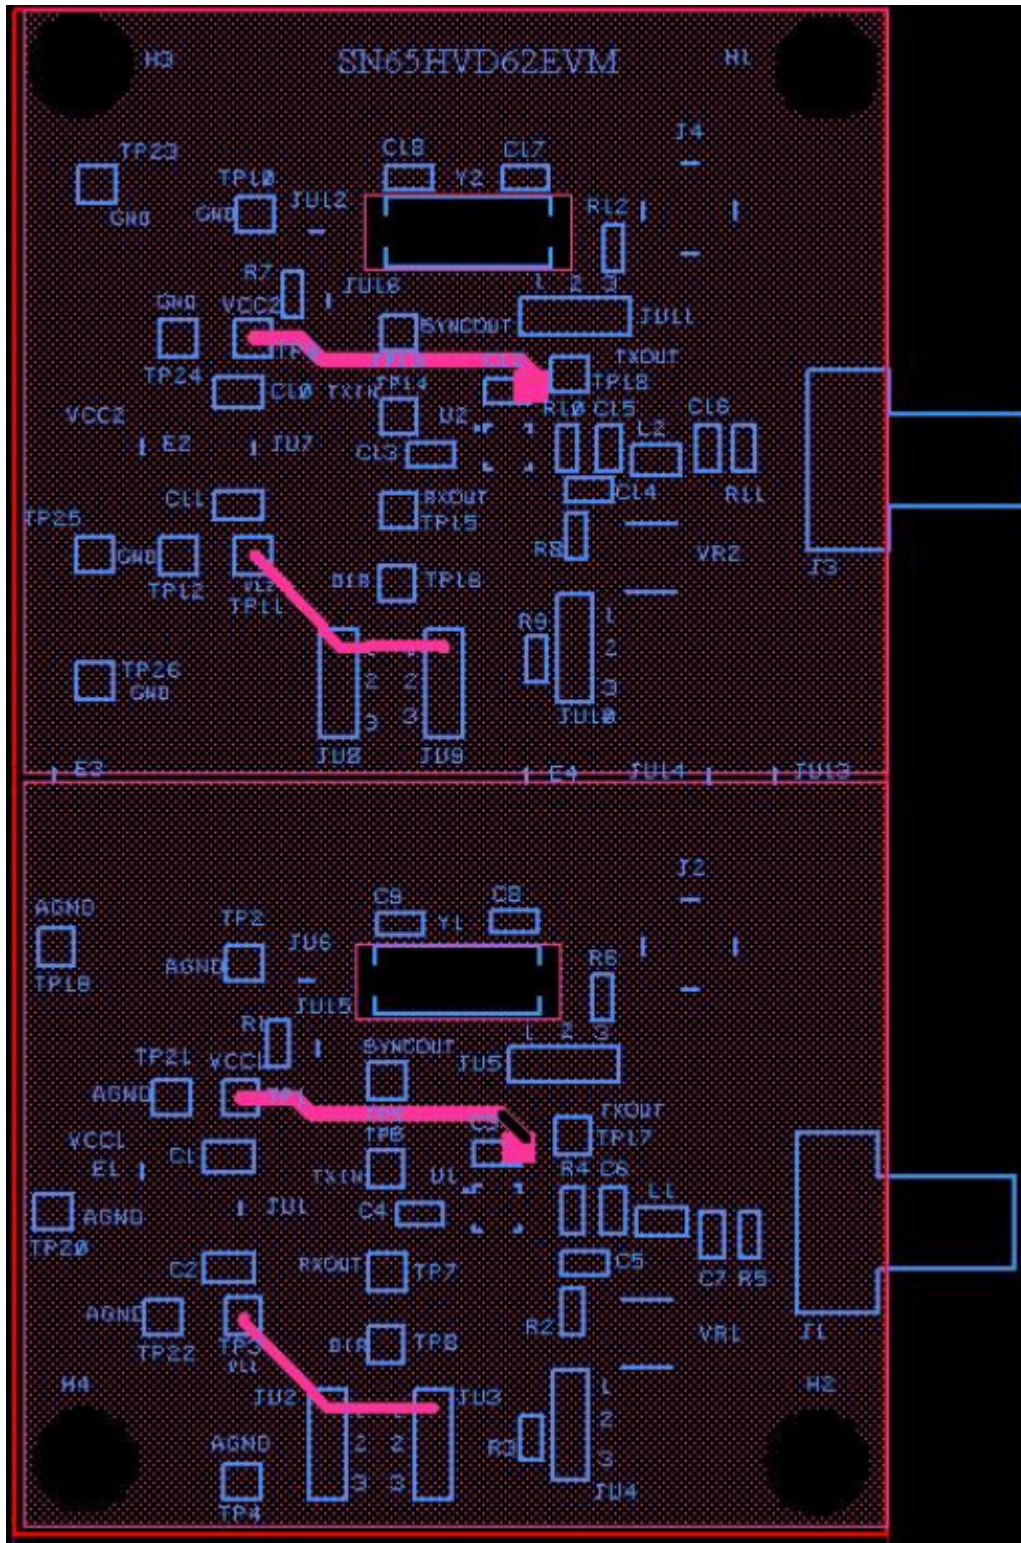 H3
SN65HVD62EVM
H1
J4
TP23
C18
C17
TP10
Y2
JU12
R12
GND
GND
R7
JU16
1 2 3
GND
VCC2
SYNCOUT
JU11
TXOUT
TP24
TP14
TP18
C10
TXIN
VCC2
U2
R10
C15
C16
L2
E2
JU7
C13
R11
C11
RXOUT
C14
TP25
TP15
GND
R8
VR2
J3
TP12
DIR
TP16
TP11
R9
1
2
3
TP26
GND
2
2
3
3
JU10
JU8
JU9
E3
E4
JU14
JU13
J2
AGND
C9
C8
TP2
Y1
JU6
AGND
R6
TP19
JU15
1 2 3
R1
SYNCOUT
TP21
VCC1
JU5
AGND
TXOUT
TP6
TP17
VCC1
C1
E1
TXIN
U1
R4
C6
L1
AGND
JU1
C4
TP20
C2
RXOUT
TP7
C5
C7
R5
AGND
R2
VR1
J1
TP22
TP3
VL1
DIR
TP8
H4
H2
JU2
JU3
1
2
3
AGND
2
2
R3
3
3
TP4
JU4